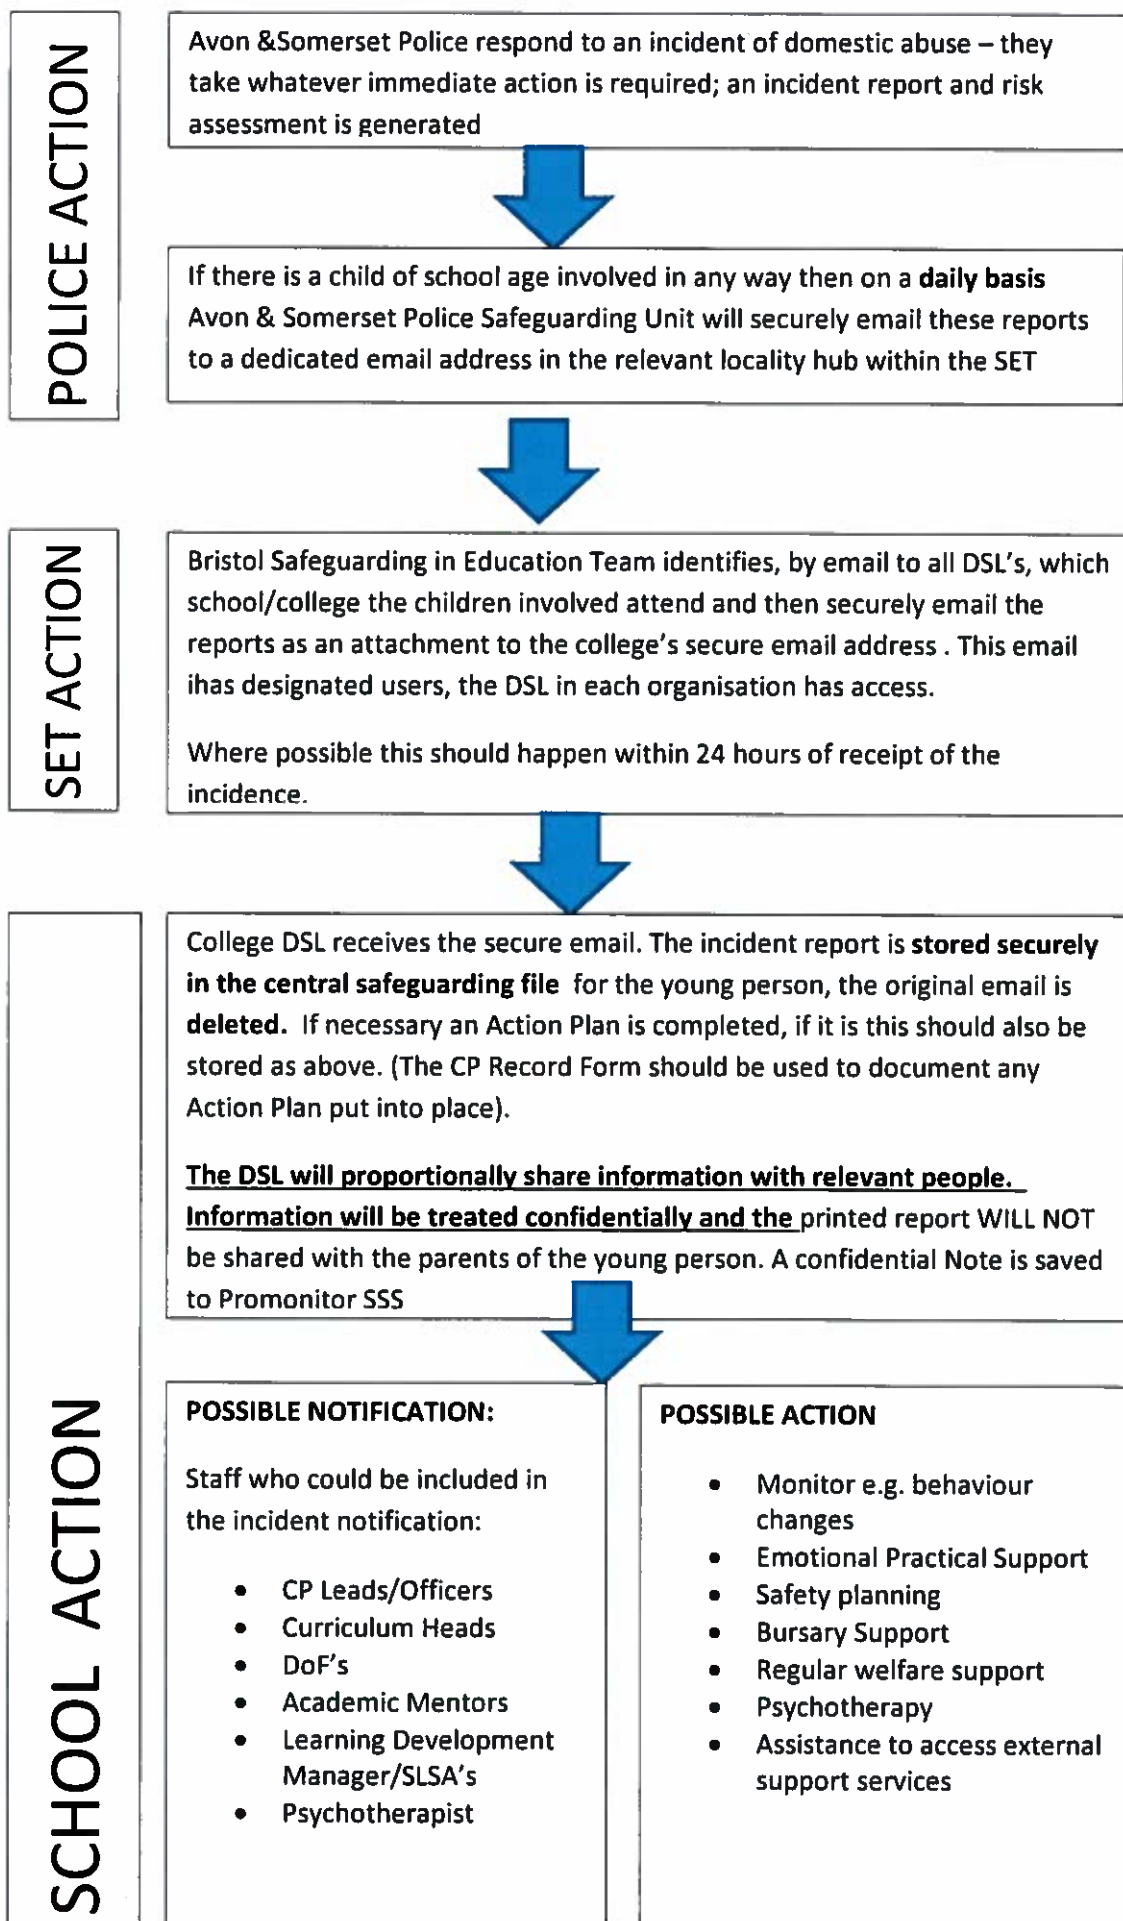 POLICE ACTION
Avon &Somerset Police respond to an incident of domestic abuse – they
take whatever immediate action is required; an incident report and risk
assessment is generated
If there is a child of school age involved in any way then on a daily basis
Avon & Somerset Police Safeguarding Unit will securely email these reports
to a dedicated email address in the relevant locality hub within the SET
SET ACTION
Bristol Safeguarding in Education Team identifies, by email to all DSL's, which
school/college the children involved attend and then securely email the
reports as an attachment to the college's secure email address . This email
ihas designated users, the DSL in each organisation has access.
Where possible this should happen within 24 hours of receipt of the
incidence.
SCHOOL ACTION
College DSL receives the secure email. The incident report is stored securely
in the central safeguarding file for the young person, the original email is
deleted. If necessary an Action Plan is completed, if it is this should also be
stored as above. (The CP Record Form should be used to document any
Action Plan put into place).
The DSL will proportionally share information with relevant people.
Information will be treated confidentially and the printed report WILL NOT
be shared with the parents of the young person. A confidential Note is saved
to Promonitor SSS
POSSIBLE NOTIFICATION:
Staff who could be included in
the incident notification:
• CP Leads/Officers
• Curriculum Heads
• DoF's
• Academic Mentors
• Learning Development
Manager/SLSA's
• Psychotherapist
POSSIBLE ACTION
• Monitor e.g. behaviour
changes
• Emotional Practical Support
• Safety planning
• Bursary Support
• Regular welfare support
• Psychotherapy
• Assistance to access external
support services